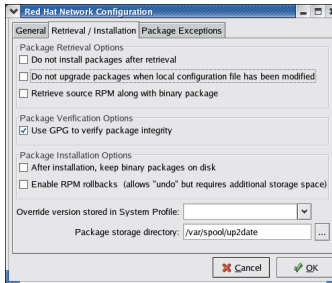 Red Hat Network Configuration
General Retrieval / Installation Package Exceptions
Package Retrieval Options
Do not install packages after retrieval
Do not upgrade packages when local configuration file has been modified
Retrieve source RPM along with binary package
Package Verification Options
Use GPG to verify package integrity
Package Installation Options
After installation, keep binary packages on disk
Enable RPM rollbacks (allows "undo" but requires additional storage space)
Override version stored in System Profile:
Package storage directory: /var/spool/up2date ...
Cancel OK